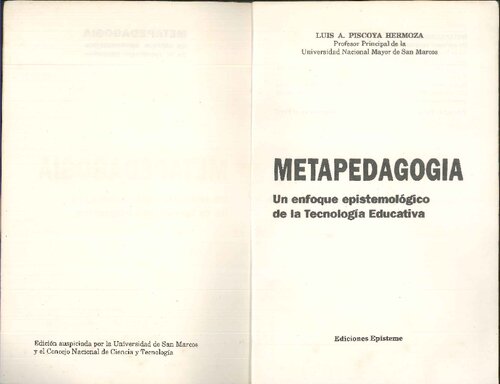 Edición auspiciada por la Universidad de San Marcos
y el Concejo Nacional de Ciencia y Tecnología
LUIS A. PISCOYA HERMOZA
Profesor Principal de la
Universidad Nacional Mayor de San Marcos
METAPEDAGOGIA
Un enfoque epistemológico
de la Tecnología Educativa
Ediciones Episteme